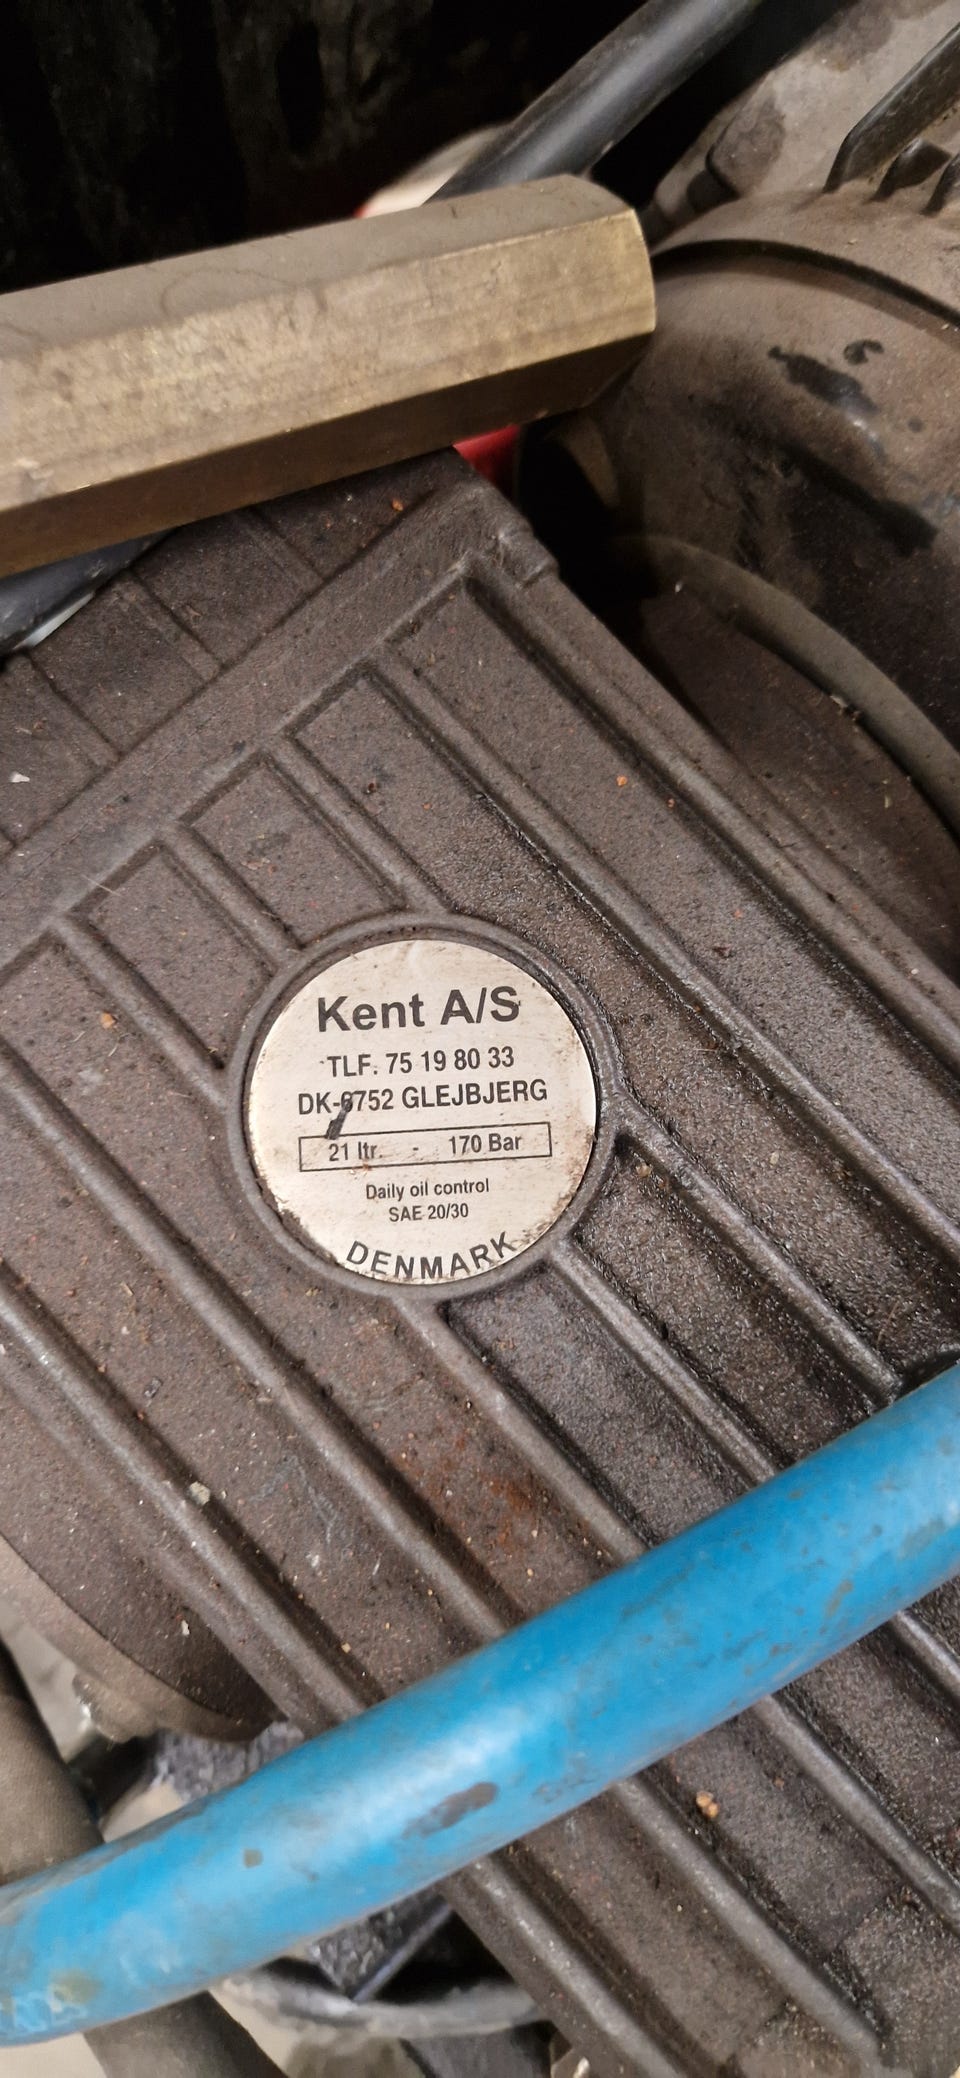 Kent A/S
TLF. 75 19 80 33
DK-6752 GLEJBJERG
21 ltr. - 170 Bar
Daily oil control
SAE 20/30
DENMARK